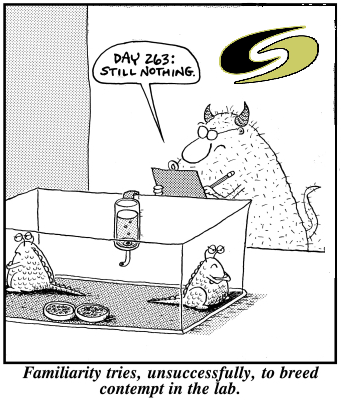 DAY 263:
STILL NOTHING.
Familiarity tries, unsuccessfully, to breed
contempt in the lab.